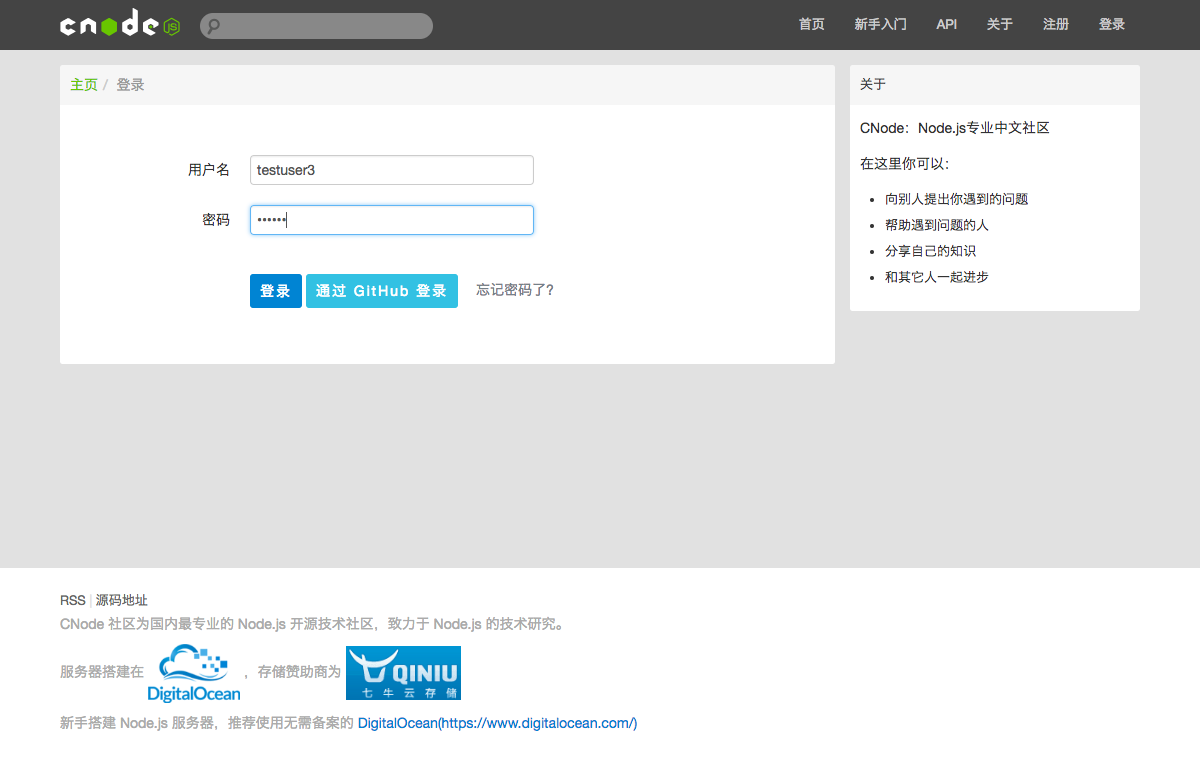 cnode JS
首页 新手入门 API 关于 注册 登录
主页 / 登录
用户名 testuser3
密码 ••••••
登录 通过 GitHub 登录 忘记密码了?
关于
CNode：Node.js专业中文社区
在这里你可以：
向别人提出你遇到的问题
帮助遇到问题的人
分享自己的知识
和其它人一起进步
RSS | 源码地址
CNode 社区为国内最专业的 Node.js 开源技术社区，致力于 Node.js 的技术研究。
服务器搭建在 DigitalOcean ，存储赞助商为 QINIU 七牛云存储
新手搭建 Node.js 服务器，推荐使用无需备案的 DigitalOcean(https://www.digitalocean.com/)